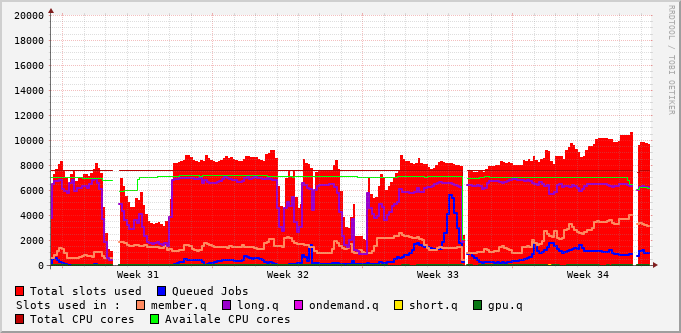 20000
18000
16000
14000
12000
10000
8000
6000
4000
2000
0
Week 31 Week 32 Week 33 Week 34
Total slots used Queued Jobs
Slots used in : member.q long.q ondemand.q short.q gpu.q
Total CPU cores Availale CPU cores
RRDTOOL / TOBI OETIKER